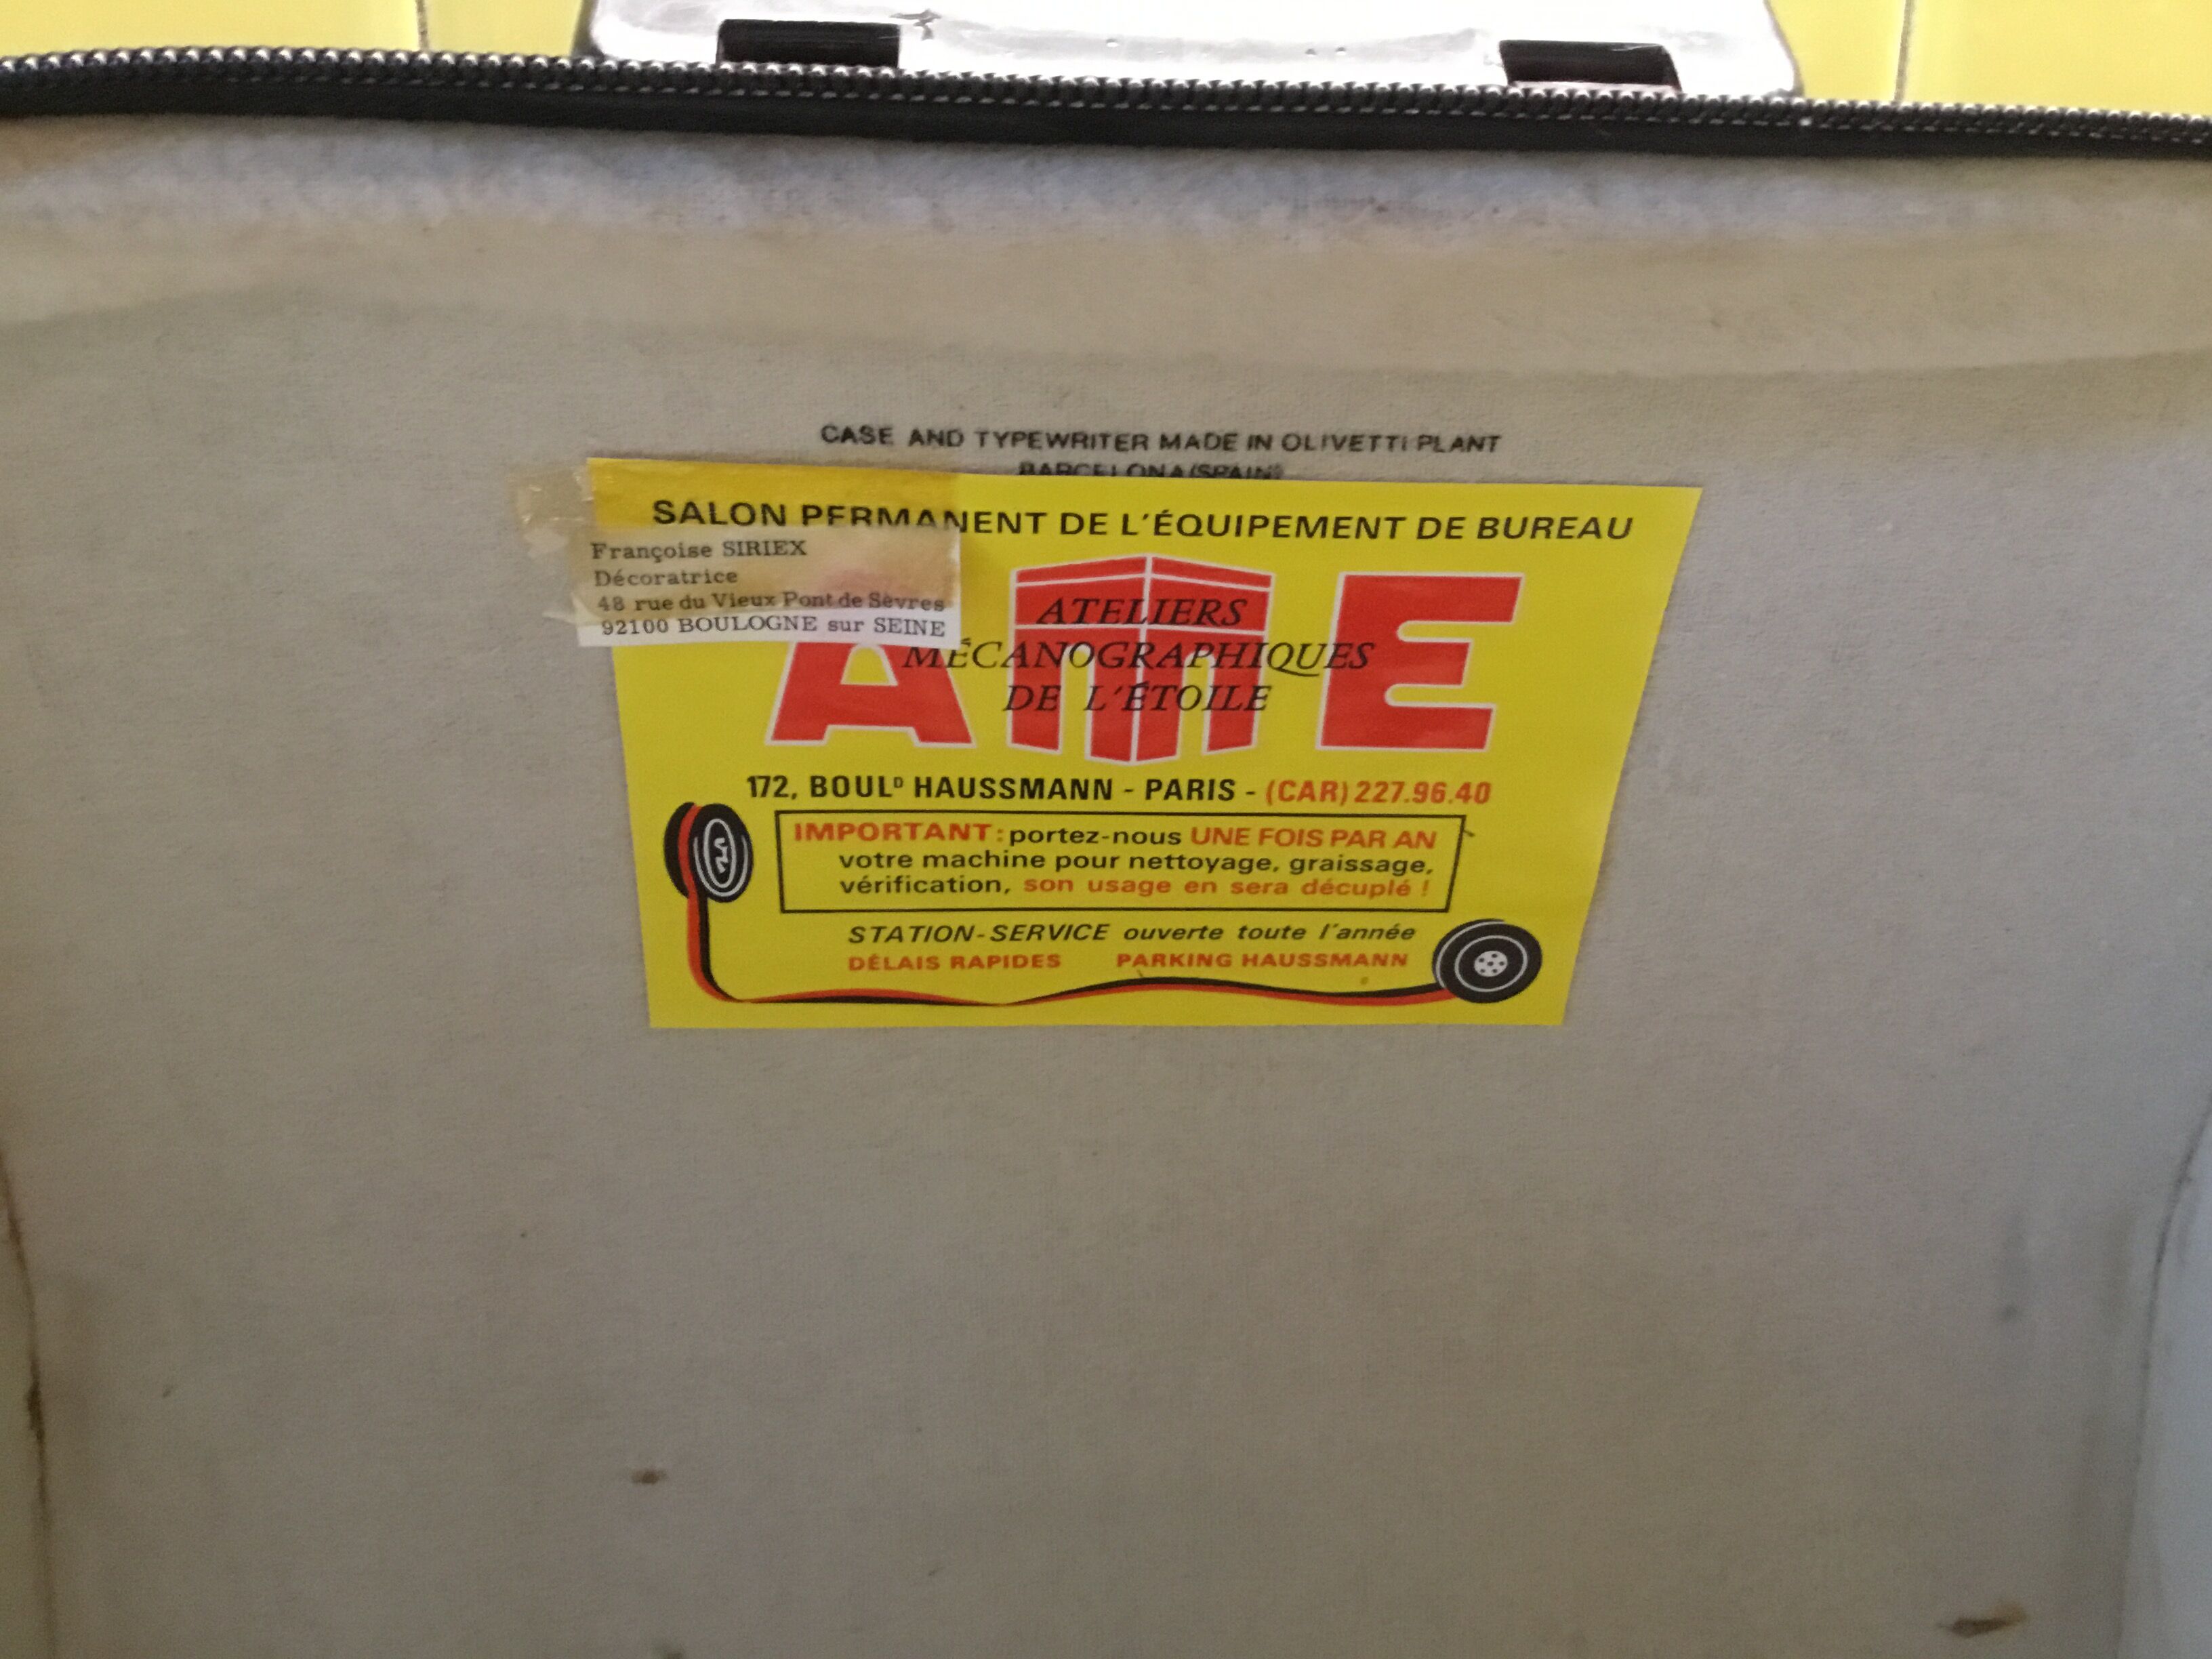 CASE AND TYPEWRITER MADE IN OLIVETTI PLANT
BARCELONA (SPAIN)
SALON PERMANENT DE L'ÉQUIPEMENT DE BUREAU
Françoise SIRIEX
Décoratrice
48 rue du Vieux Pont de Sèvres
92100 BOULOGNE sur SEINE
AME
ATELIERS
MÉCANOGRAPHIQUES
DE L'ÉTOILE
172, BOULD HAUSSMANN - PARIS - (CAR) 227.96.40
IMPORTANT : portez-nous UNE FOIS PAR AN
votre machine pour nettoyage, graissage,
vérification, son usage en sera décuplé !
STATION-SERVICE ouverte toute l'année
DÉLAIS RAPIDES PARKING HAUSSMANN